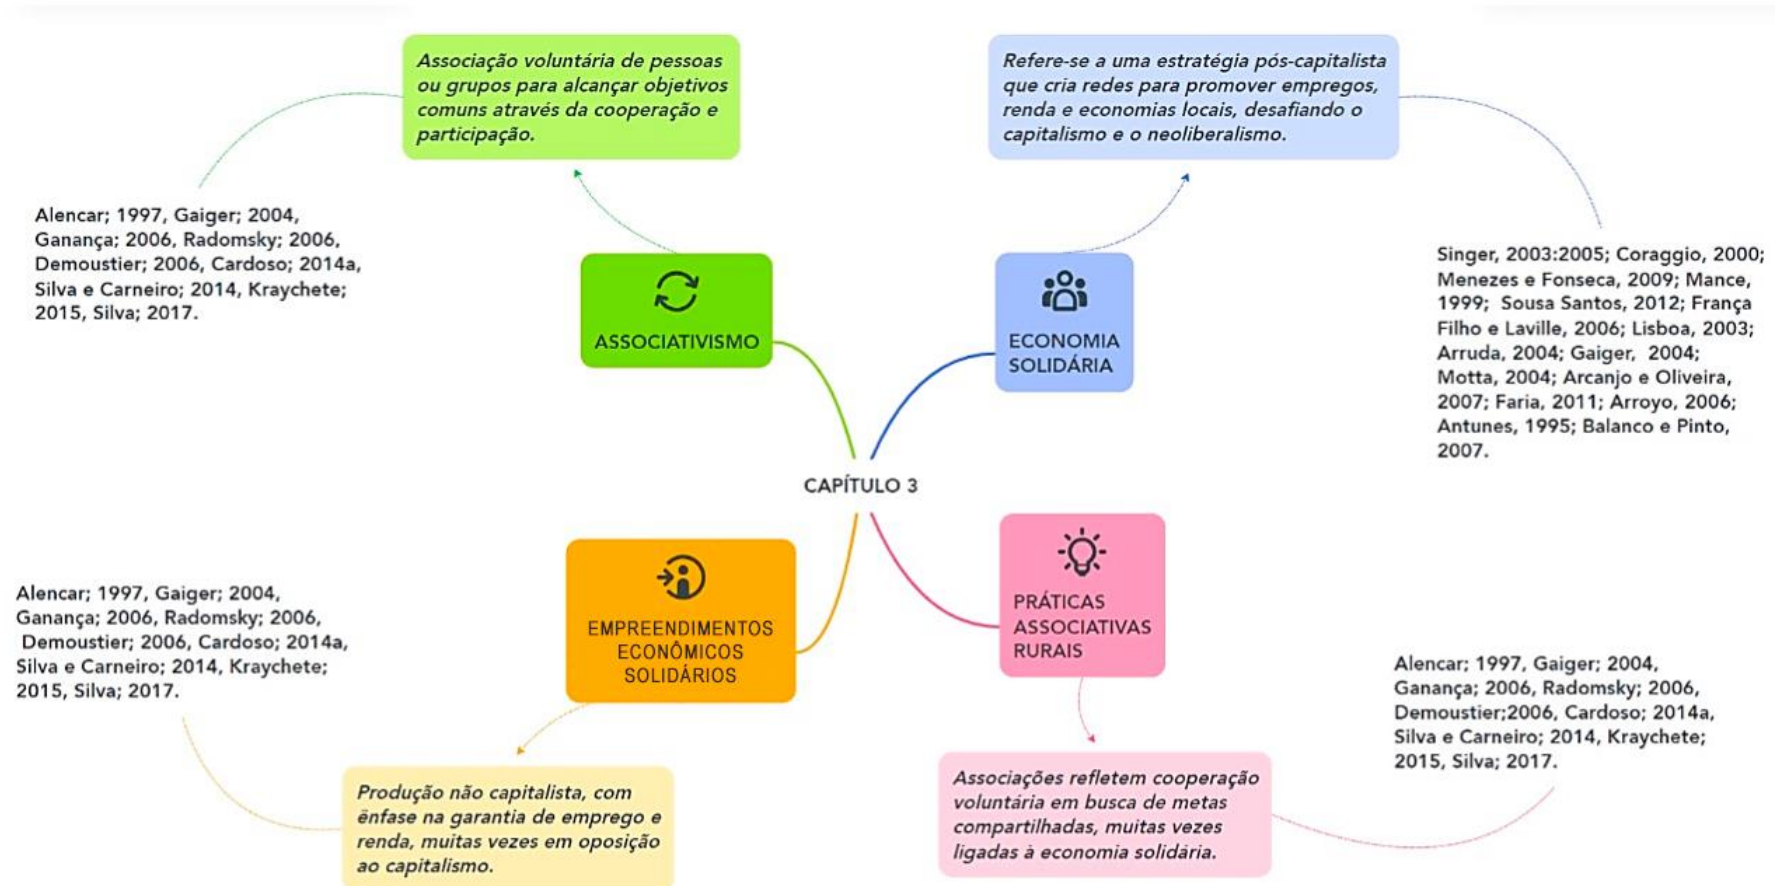 Associação voluntária de pessoas
ou grupos para alcançar objetivos
comuns através da cooperação e
participação.
Refere-se a uma estratégia pós-capitalista
que cria redes para promover empregos,
renda e economias locais, desafiando o
capitalismo e o neoliberalismo.
Alencar; 1997, Gaiger; 2004,
Ganança; 2006, Radomsky; 2006,
Demoustier; 2006, Cardoso; 2014a,
Silva e Carneiro; 2014, Kraychete;
2015, Silva; 2017.
ASSOCIATIVISMO
ECONOMIA
SOLIDÁRIA
Singer, 2003:2005; Coraggio, 2000;
Menezes e Fonseca, 2009; Mance,
1999; Sousa Santos, 2012; França
Filho e Laville, 2006; Lisboa, 2003;
Arruda, 2004; Gaiger, 2004;
Motta, 2004; Arcanjo e Oliveira,
2007; Faria, 2011; Arroyo, 2006;
Antunes, 1995; Balanco e Pinto,
2007.
CAPÍTULO 3
Alencar; 1997, Gaiger; 2004,
Ganança; 2006, Radomsky; 2006,
Demoustier; 2006, Cardoso; 2014a,
Silva e Carneiro; 2014, Kraychete;
2015, Silva; 2017.
EMPREENDIMENTOS
ECONÔMICOS
SOLIDÁRIOS
PRÁTICAS
ASSOCIATIVAS
RURAIS
Alencar; 1997, Gaiger; 2004,
Ganança; 2006, Radomsky; 2006,
Demoustier;2006, Cardoso; 2014a,
Silva e Carneiro; 2014, Kraychete;
2015, Silva; 2017.
Produção não capitalista, com
ênfase na garantia de emprego e
renda, muitas vezes em oposição
ao capitalismo.
Associações refletem cooperação
voluntária em busca de metas
compartilhadas, muitas vezes
ligadas à economia solidária.